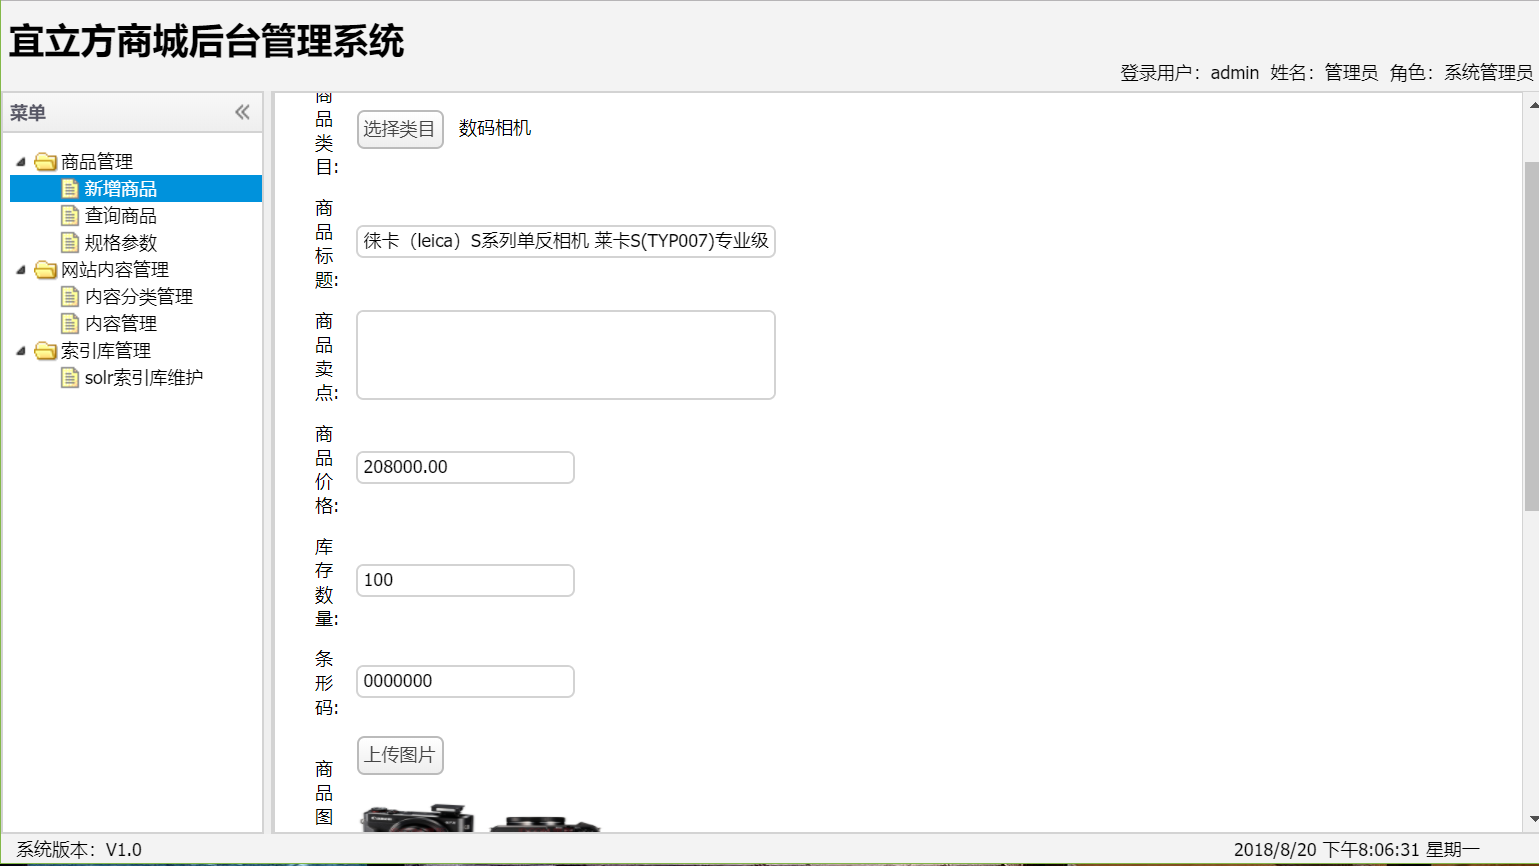 宜立方商城后台管理系统
登录用户：admin 姓名：管理员 角色：系统管理员
菜单
商品管理
新增商品
查询商品
规格参数
网站内容管理
内容分类管理
内容管理
索引库管理
solr索引库维护
商品类目:
选择类目 数码相机
商品标题:
徕卡（leica）S系列单反相机 莱卡S(TYP007)专业级
商品卖点:
商品价格:
208000.00
库存数量:
100
条形码:
0000000
商品图
上传图片
Canon
系统版本：V1.0
2018/8/20 下午8:06:31 星期一